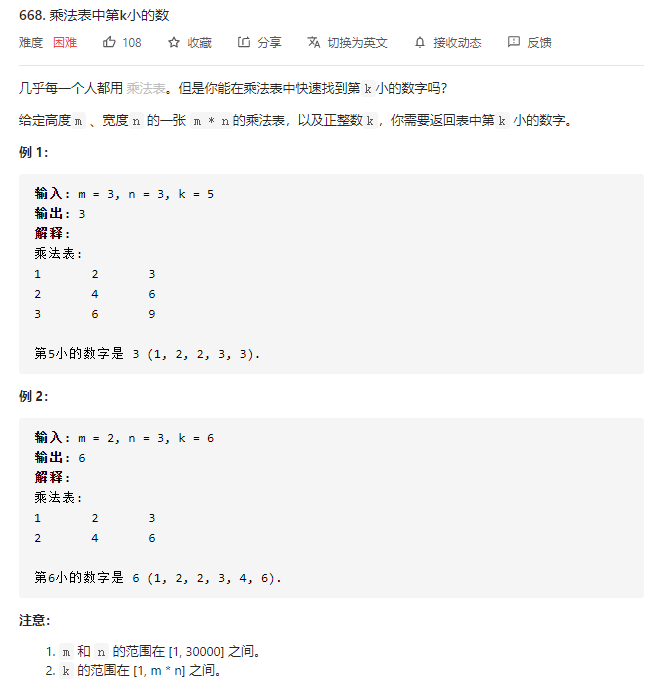 668. 乘法表中第k小的数
难度 困难 108 收藏 分享 切换为英文 接收动态 反馈
几乎每一个人都用 乘法表。但是你能在乘法表中快速找到第 k 小的数字吗?
给定高度 m 、宽度 n 的一张 m * n 的乘法表,以及正整数 k ,你需要返回表中第 k 小的数字。
例 1:
输入: m = 3, n = 3, k = 5
输出: 3
解释:
乘法表:
1 2 3
2 4 6
3 6 9
第5小的数字是 3 (1, 2, 2, 3, 3).
例 2:
输入: m = 2, n = 3, k = 6
输出: 6
解释:
乘法表:
1 2 3
2 4 6
第6小的数字是 6 (1, 2, 2, 3, 4, 6).
注意:
1. m 和 n 的范围在 [1, 30000] 之间。
2. k 的范围在 [1, m * n] 之间。